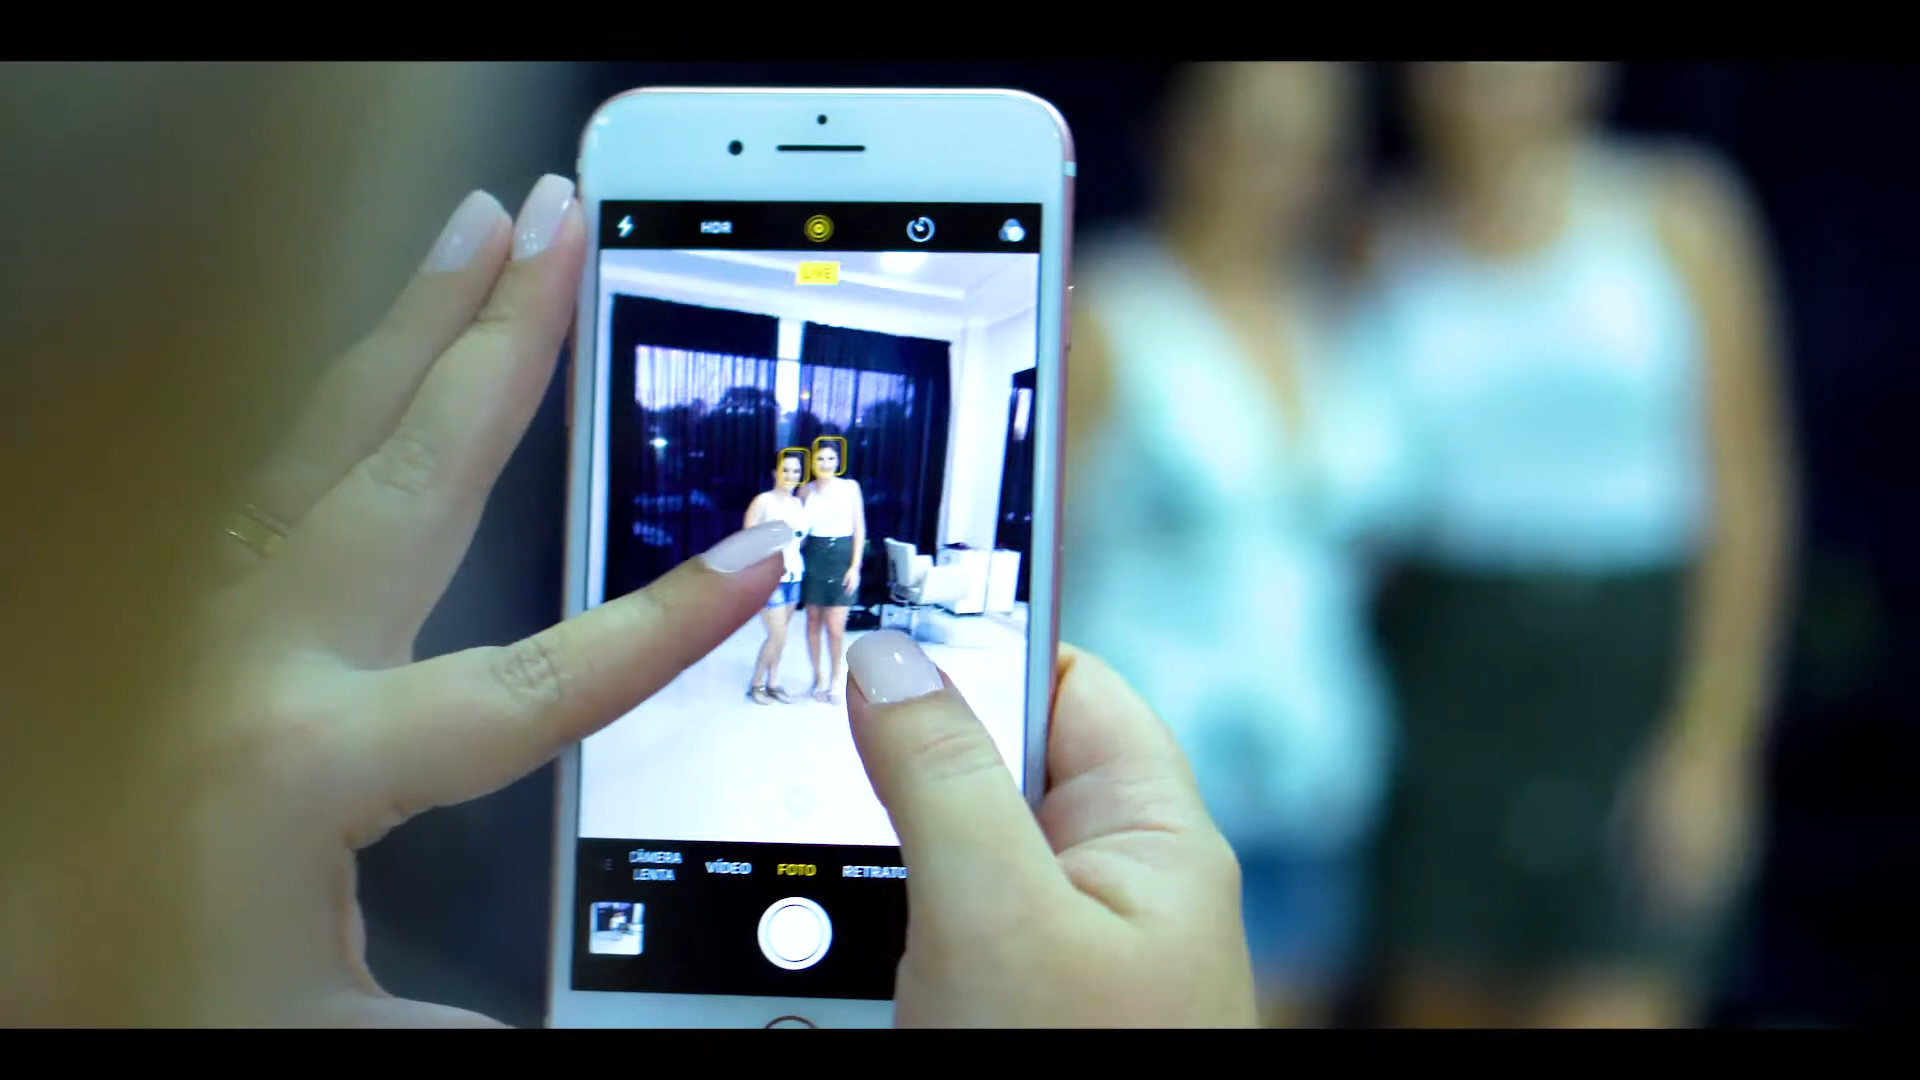 HDR
LIVE
CÂMERA
LENTA
VÍDEO FOTO RETRATO